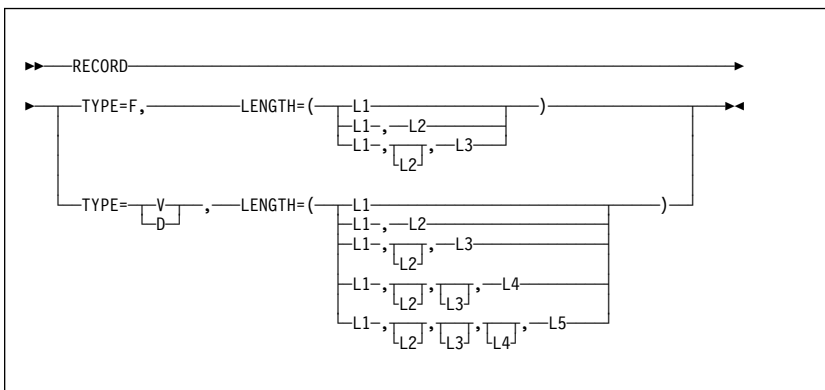 RECORD
TYPE=F, LENGTH=( L1 )
L1 , L2
L1 , , L3
L2
TYPE= V , LENGTH=( L1 )
D L1 , L2
L1 , , L3
L2
L1 , , , L4
L2 L3
L1 , , , , L5
L2 L3 L4